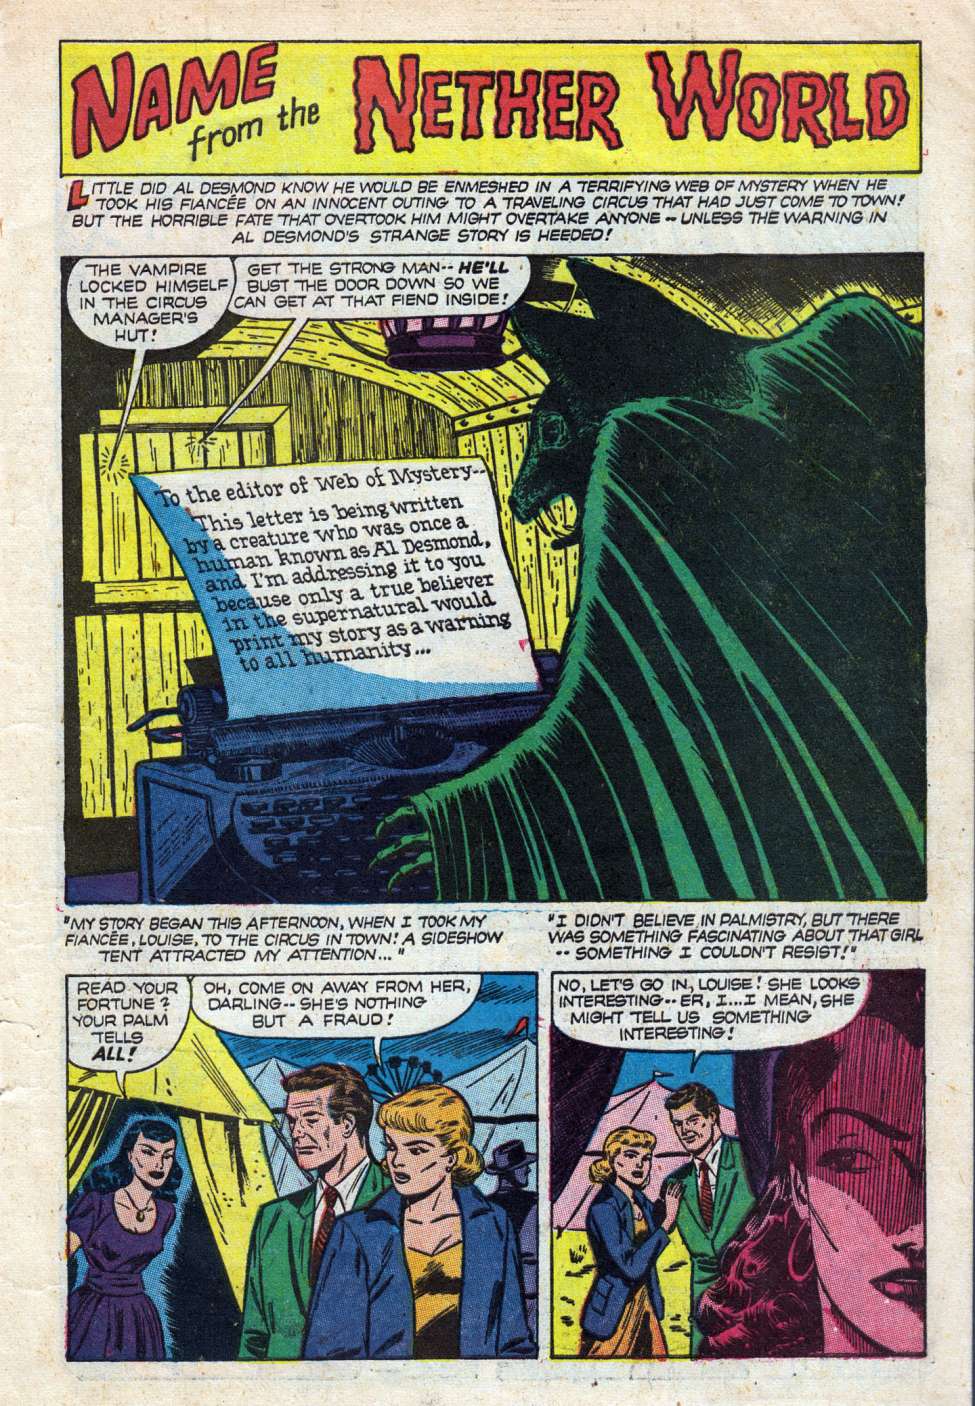 NAME from the NETHER WORLD
LITTLE DID AL DESMOND KNOW HE WOULD BE ENMESHED IN A TERRIFYING WEB OF MYSTERY WHEN HE
TOOK HIS FIANCÉE ON AN INNOCENT OUTING TO A TRAVELING CIRCUS THAT HAD JUST COME TO TOWN!
BUT THE HORRIBLE FATE THAT OVERTOOK HIM MIGHT OVERTAKE ANYONE -- UNLESS THE WARNING IN
AL DESMOND'S STRANGE STORY IS HEEDED!
THE VAMPIRE
LOCKED HIMSELF
IN THE CIRCUS
MANAGER'S
HUT!
GET THE STRONG MAN-- HE'LL
BUST THE DOOR DOWN SO WE
CAN GET AT THAT FIEND INSIDE!
To the editor of Web of Mystery--
This letter is being written
by a creature who was once a
human known as Al Desmond,
and I'm addressing it to you
because only a true believer
in the supernatural would
print my story as a warning
to all humanity...
"MY STORY BEGAN THIS AFTERNOON, WHEN I TOOK MY
FIANCÉE, LOUISE, TO THE CIRCUS IN TOWN! A SIDESHOW
TENT ATTRACTED MY ATTENTION..."
READ YOUR
FORTUNE?
YOUR PALM
TELLS
ALL!
OH, COME ON AWAY FROM HER,
DARLING-- SHE'S NOTHING
BUT A FRAUD!
"I DIDN'T BELIEVE IN PALMISTRY, BUT THERE
WAS SOMETHING FASCINATING ABOUT THAT GIRL
-- SOMETHING I COULDN'T RESIST!"
NO, LET'S GO IN, LOUISE! SHE LOOKS
INTERESTING-- ER, I...I MEAN, SHE
MIGHT TELL US SOMETHING
INTERESTING!